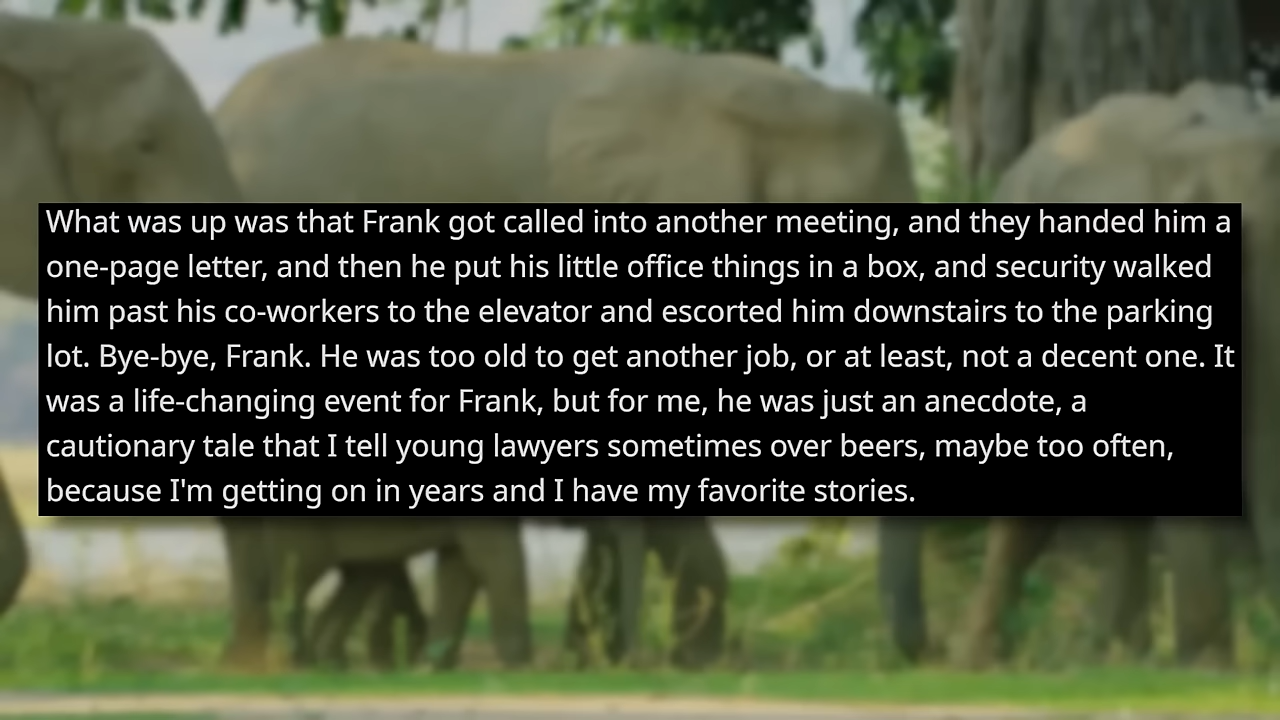 What was up was that Frank got called into another meeting, and they handed him a
one-page letter, and then he put his little office things in a box, and security walked
him past his co-workers to the elevator and escorted him downstairs to the parking
lot. Bye-bye, Frank. He was too old to get another job, or at least, not a decent one. It
was a life-changing event for Frank, but for me, he was just an anecdote, a
cautionary tale that I tell young lawyers sometimes over beers, maybe too often,
because I'm getting on in years and I have my favorite stories.